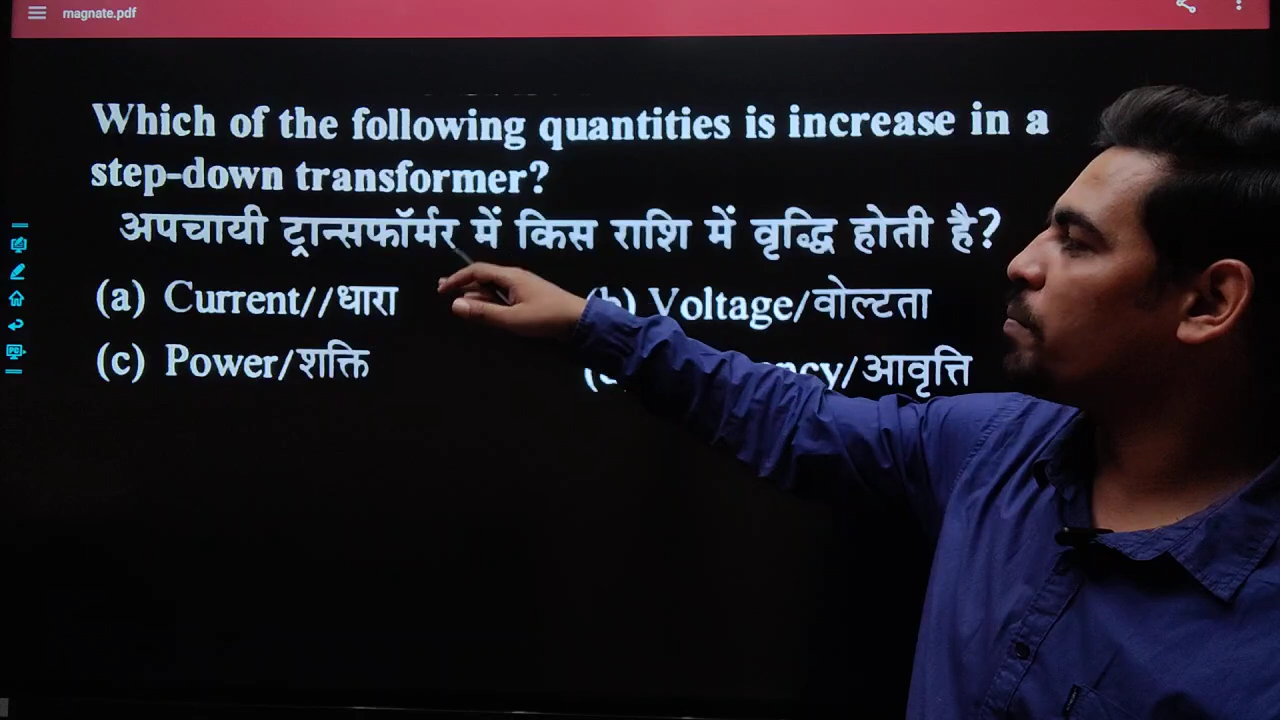 magnate.pdf
Which of the following quantities is increase in a
step-down transformer?
अपचायी ट्रान्सफॉर्मर में किस राशि में वृद्धि होती है?
(a) Current//धारा (b) Voltage/वोल्टता
(c) Power/शक्ति /आवृत्ति